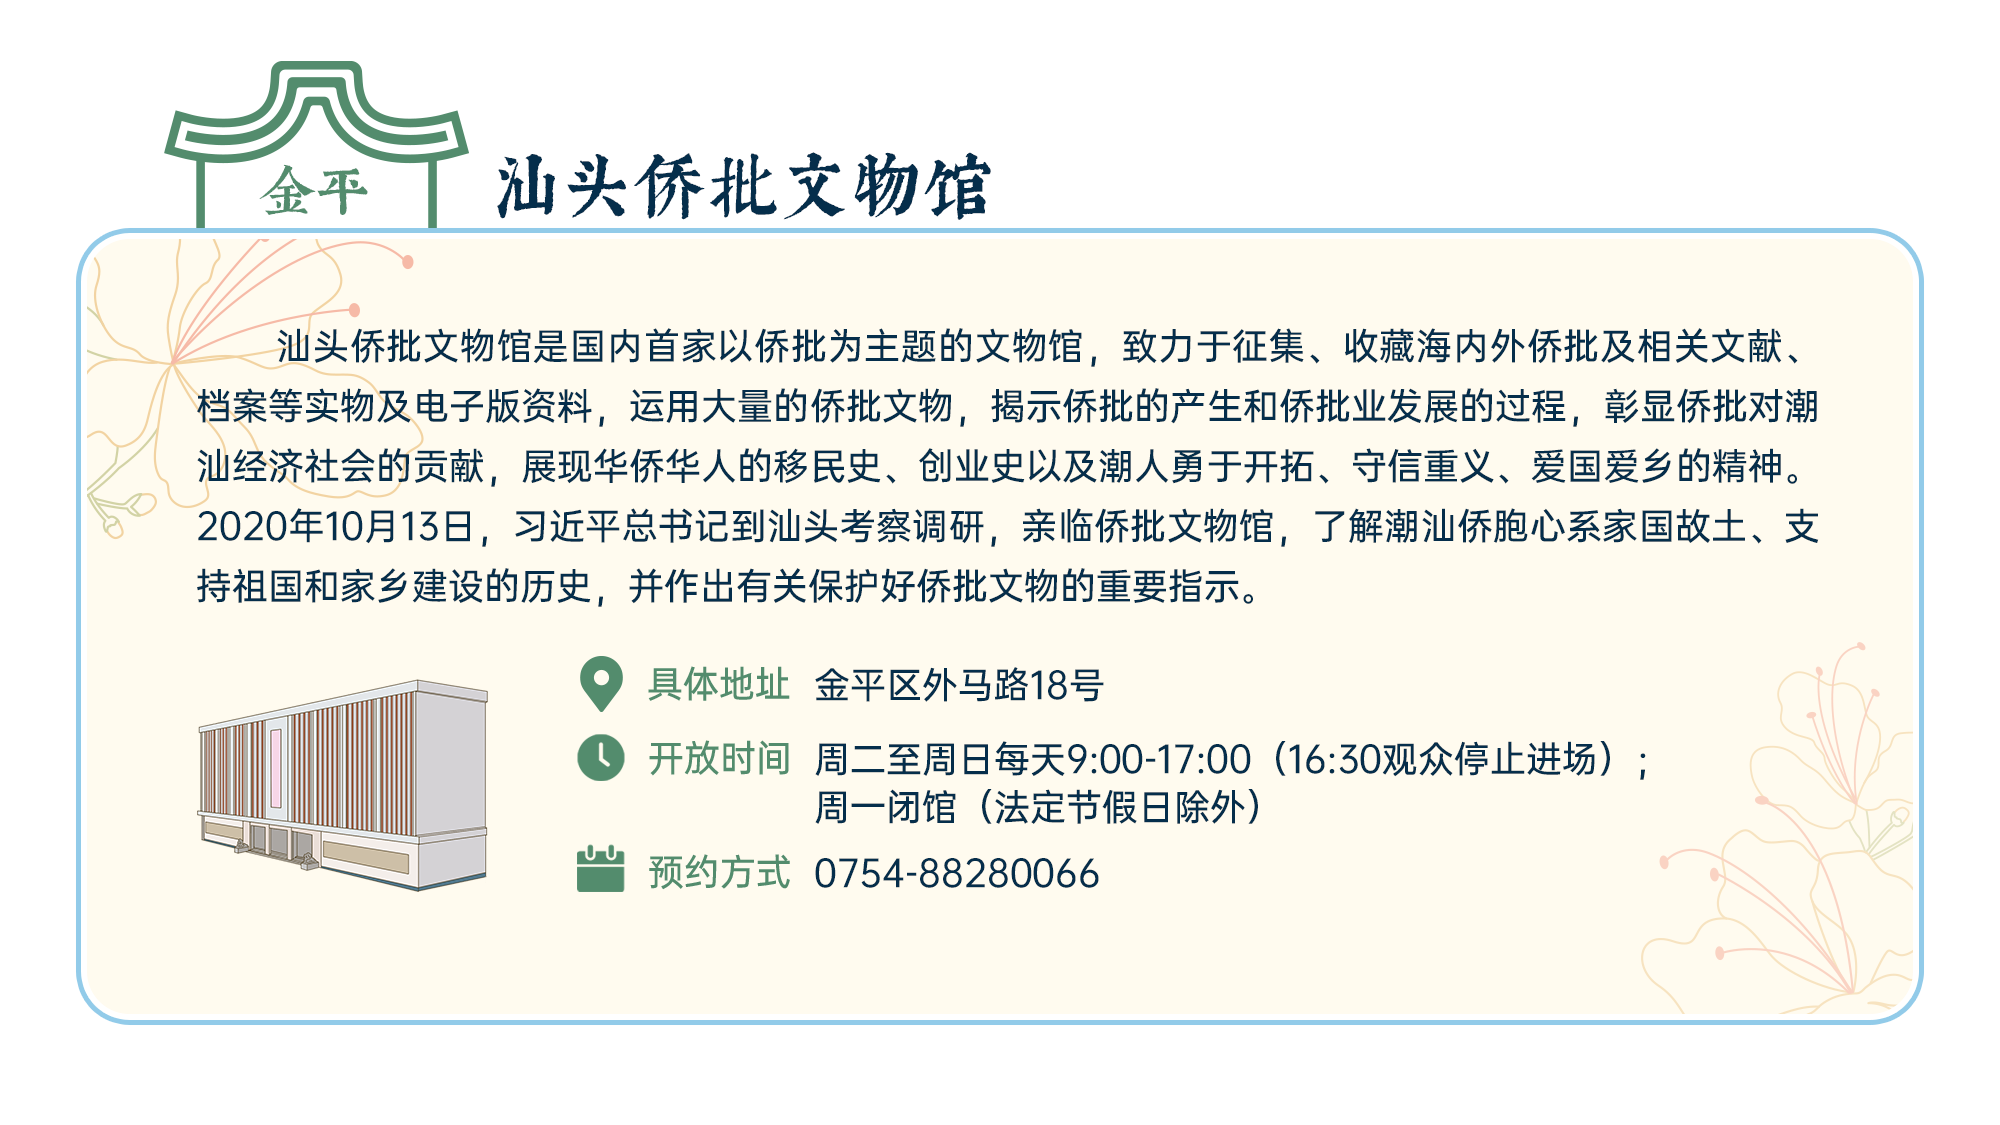 金平
汕头侨批文物馆
汕头侨批文物馆是国内首家以侨批为主题的文物馆，致力于征集、收藏海内外侨批及相关文献、
档案等实物及电子版资料，运用大量的侨批文物，揭示侨批的产生和侨批业发展的过程，彰显侨批对潮
汕经济社会的贡献，展现华侨华人的移民史、创业史以及潮人勇于开拓、守信重义、爱国爱乡的精神。
2020年10月13日，习近平总书记到汕头考察调研，亲临侨批文物馆，了解潮汕侨胞心系家国故土、支
持祖国和家乡建设的历史，并作出有关保护好侨批文物的重要指示。
具体地址 金平区外马路18号
开放时间 周二至周日每天9:00-17:00（16:30观众停止进场）；
周一闭馆（法定节假日除外）
预约方式 0754-88280066